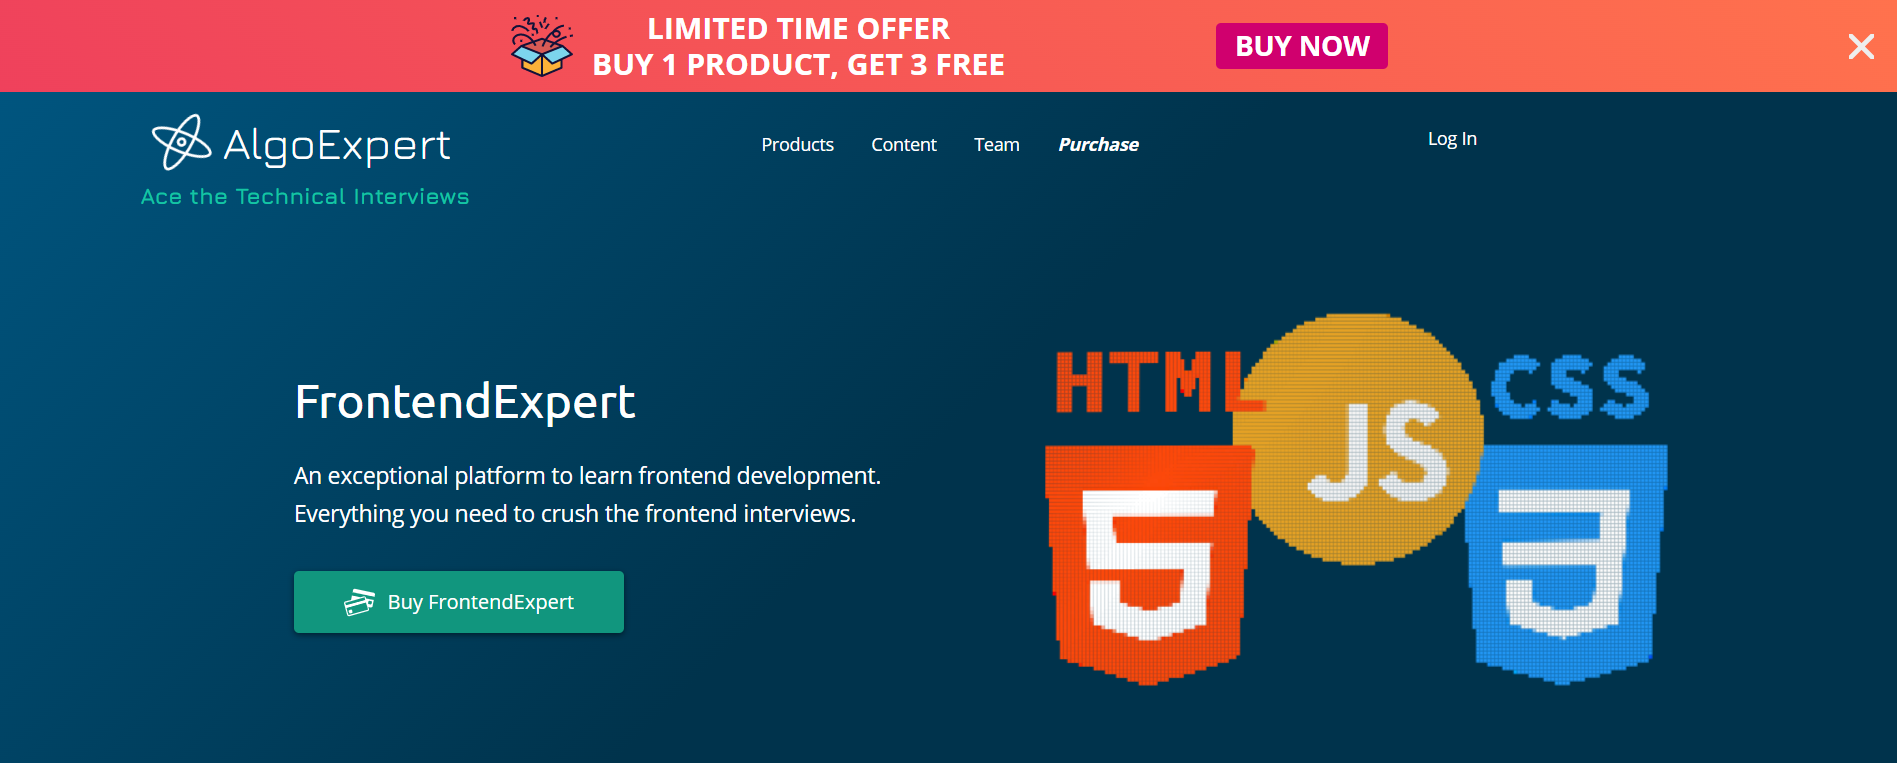 LIMITED TIME OFFER
BUY 1 PRODUCT, GET 3 FREE
BUY NOW
AlgoExpert
Ace the Technical Interviews
Products
Content
Team
Purchase
Log In
FrontendExpert
An exceptional platform to learn frontend development.
Everything you need to crush the frontend interviews.
Buy FrontendExpert
HTML
JS
CSS
5
3